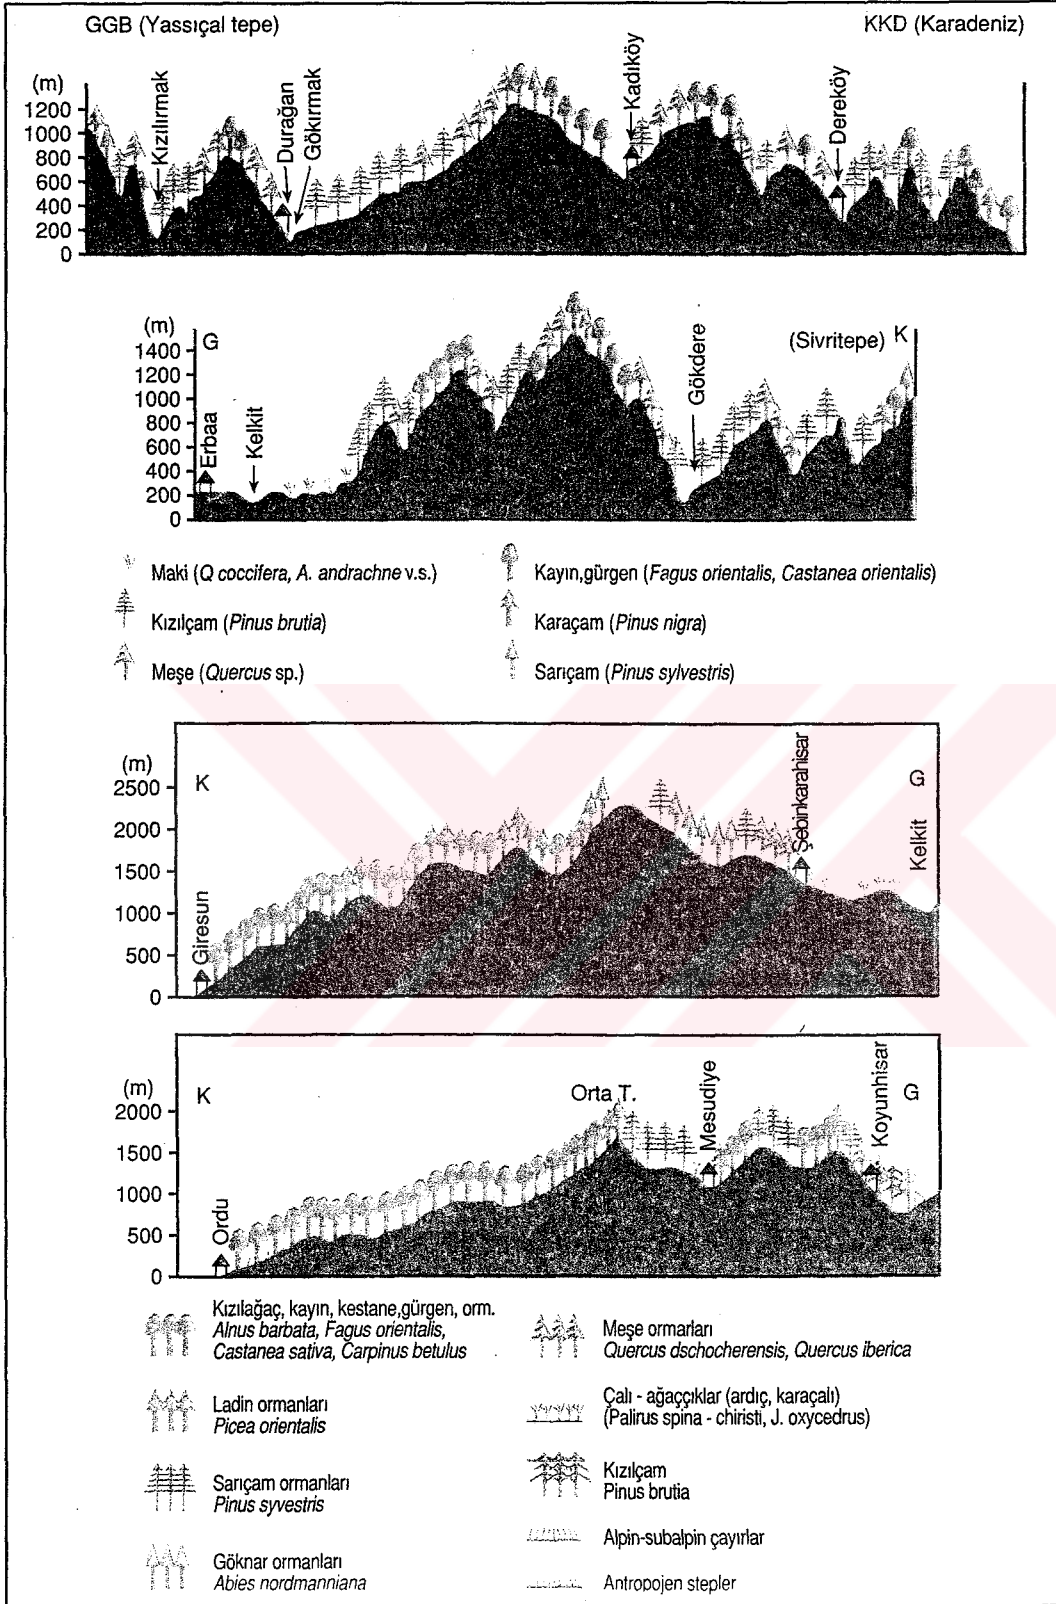 GGB (Yassıçal tepe)
KKD (Karadeniz)
(m)
1200
1000
800
600
400
200
0
Kızılırmak
Durağan
Gökırmak
Kadıköy
Dereköy
(m)
G
(Sivritepe) K
1400
1200
1000
800
600
400
200
0
Erbaa
Kelkit
Gökdere
Maki (Q coccifera, A. andrachne v.s.)
Kızılçam (Pinus brutia)
Meşe (Quercus sp.)
Kayın,gürgen (Fagus orientalis, Castanea orientalis)
Karaçam (Pinus nigra)
Sarıçam (Pinus sylvestris)
(m)
K
G
2500
2000
1500
1000
500
0
Giresun
Şebinkarahisar
Kelkit
(m)
K
Orta T.
G
2000
1500
1000
500
0
Ordu
Mesudiye
Koyunhisar
Kızılağaç, kayın, kestane,gürgen, orm.
Alnus barbata, Fagus orientalis,
Castanea sativa, Carpinus betulus
Ladin ormanları
Picea orientalis
Sarıçam ormanları
Pinus syvestris
Göknar ormanları
Abies nordmanniana
Meşe ormarları
Quercus dschocherensis, Quercus iberica
Çalı - ağaççıklar (ardıç, karaçalı)
(Palirus spina - chiristi, J. oxycedrus)
Kızılçam
Pinus brutia
Alpin-subalpin çayırlar
Antropojen stepler